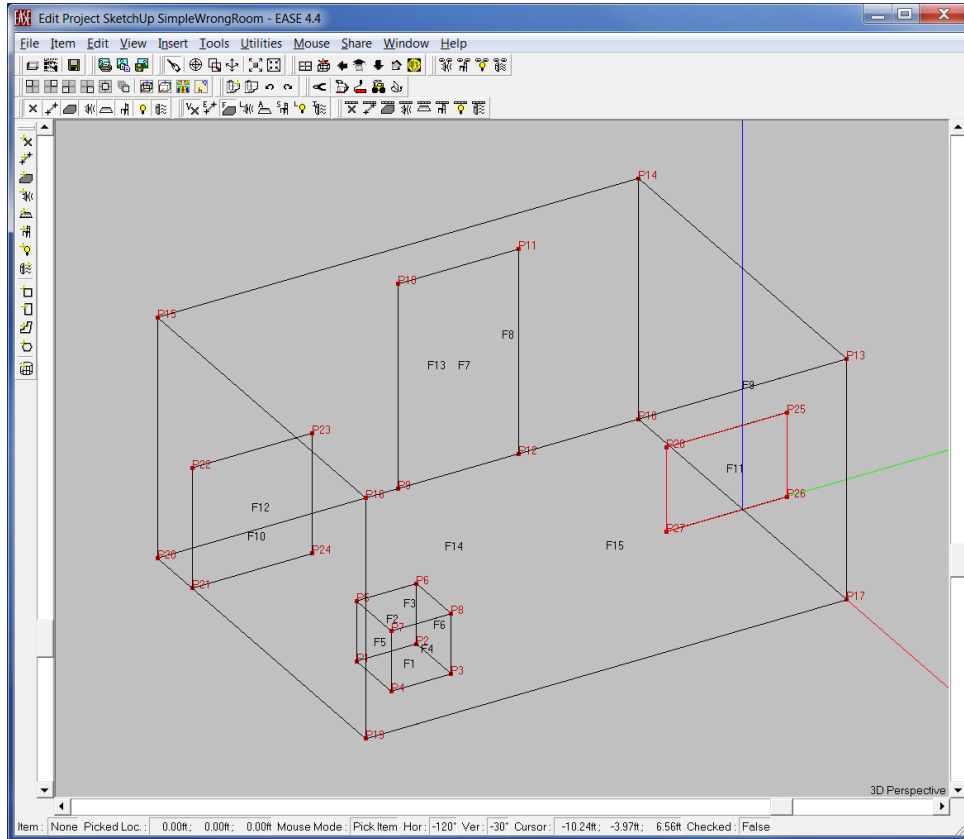 Edit Project SketchUp SimpleWrongRoom - EASE 4.4
File Item Edit View Insert Tools Utilities Mouse Share Window Help
P14
P11
P10
P15
F8
P13
F13 F7
F9
P25
P18
P23
P28
P22
P12
F11
P9
P16
P26
F12
P27
F10
F14
F15
P24
P20
P21
P6
P5
F3
P17
P8
F2
P7
F6
P2
F5
F4
P1
F1
P3
P4
P19
3D Perspective
Item : None Picked Loc. : 0.00ft; 0.00ft; 0.00ft Mouse Mode : Pick Item Hor: -120° Ver: -30° Cursor: -10.24ft; -3.97ft; 6.56ft Checked : False